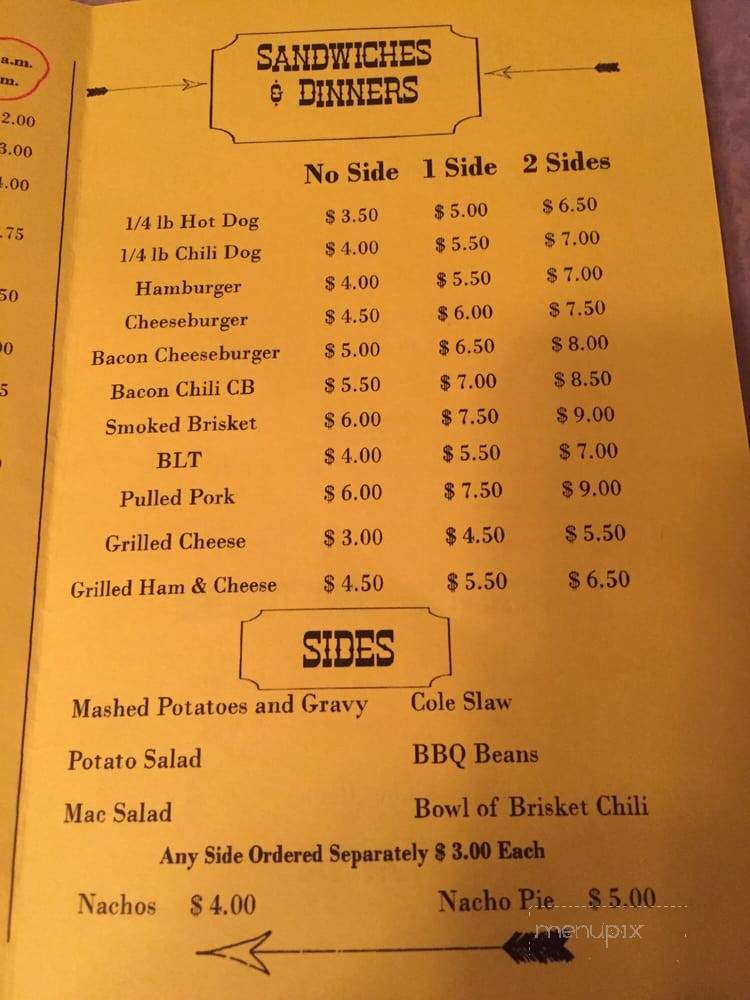 a.m.
m.
2.00
3.00
.00
.75
50
SANDWICHES
& DINNERS
No Side 1 Side 2 Sides
1/4 lb Hot Dog $ 3.50 $ 5.00 $ 6.50
1/4 lb Chili Dog $ 4.00 $ 5.50 $ 7.00
Hamburger $ 4.00 $ 5.50 $ 7.00
Cheeseburger $ 4.50 $ 6.00 $ 7.50
Bacon Cheeseburger $ 5.00 $ 6.50 $ 8.00
Bacon Chili CB $ 5.50 $ 7.00 $ 8.50
Smoked Brisket $ 6.00 $ 7.50 $ 9.00
BLT $ 4.00 $ 5.50 $ 7.00
Pulled Pork $ 6.00 $ 7.50 $ 9.00
Grilled Cheese $ 3.00 $ 4.50 $ 5.50
Grilled Ham & Cheese $ 4.50 $ 5.50 $ 6.50
SIDES
Mashed Potatoes and Gravy Cole Slaw
Potato Salad BBQ Beans
Mac Salad Bowl of Brisket Chili
Any Side Ordered Separately $ 3.00 Each
Nachos $ 4.00 Nacho Pie $ 5.00
menupix